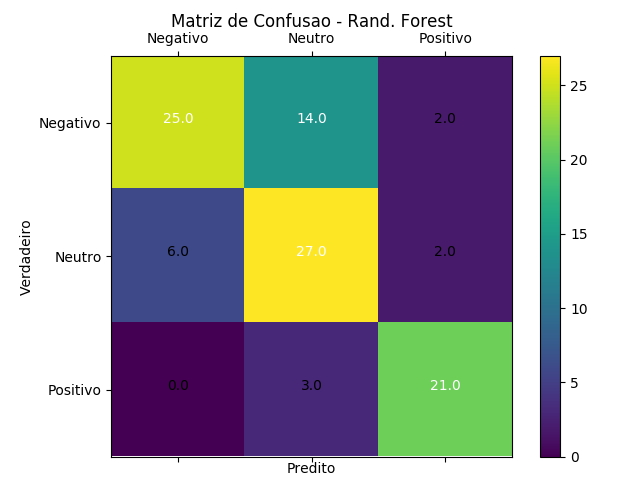 Matriz de Confusao - Rand. Forest
Negativo Neutro Positivo
Negativo 25.0 14.0 2.0
Neutro 6.0 27.0 2.0
Positivo 0.0 3.0 21.0
Verdadeiro
Predito
25
20
15
10
5
0